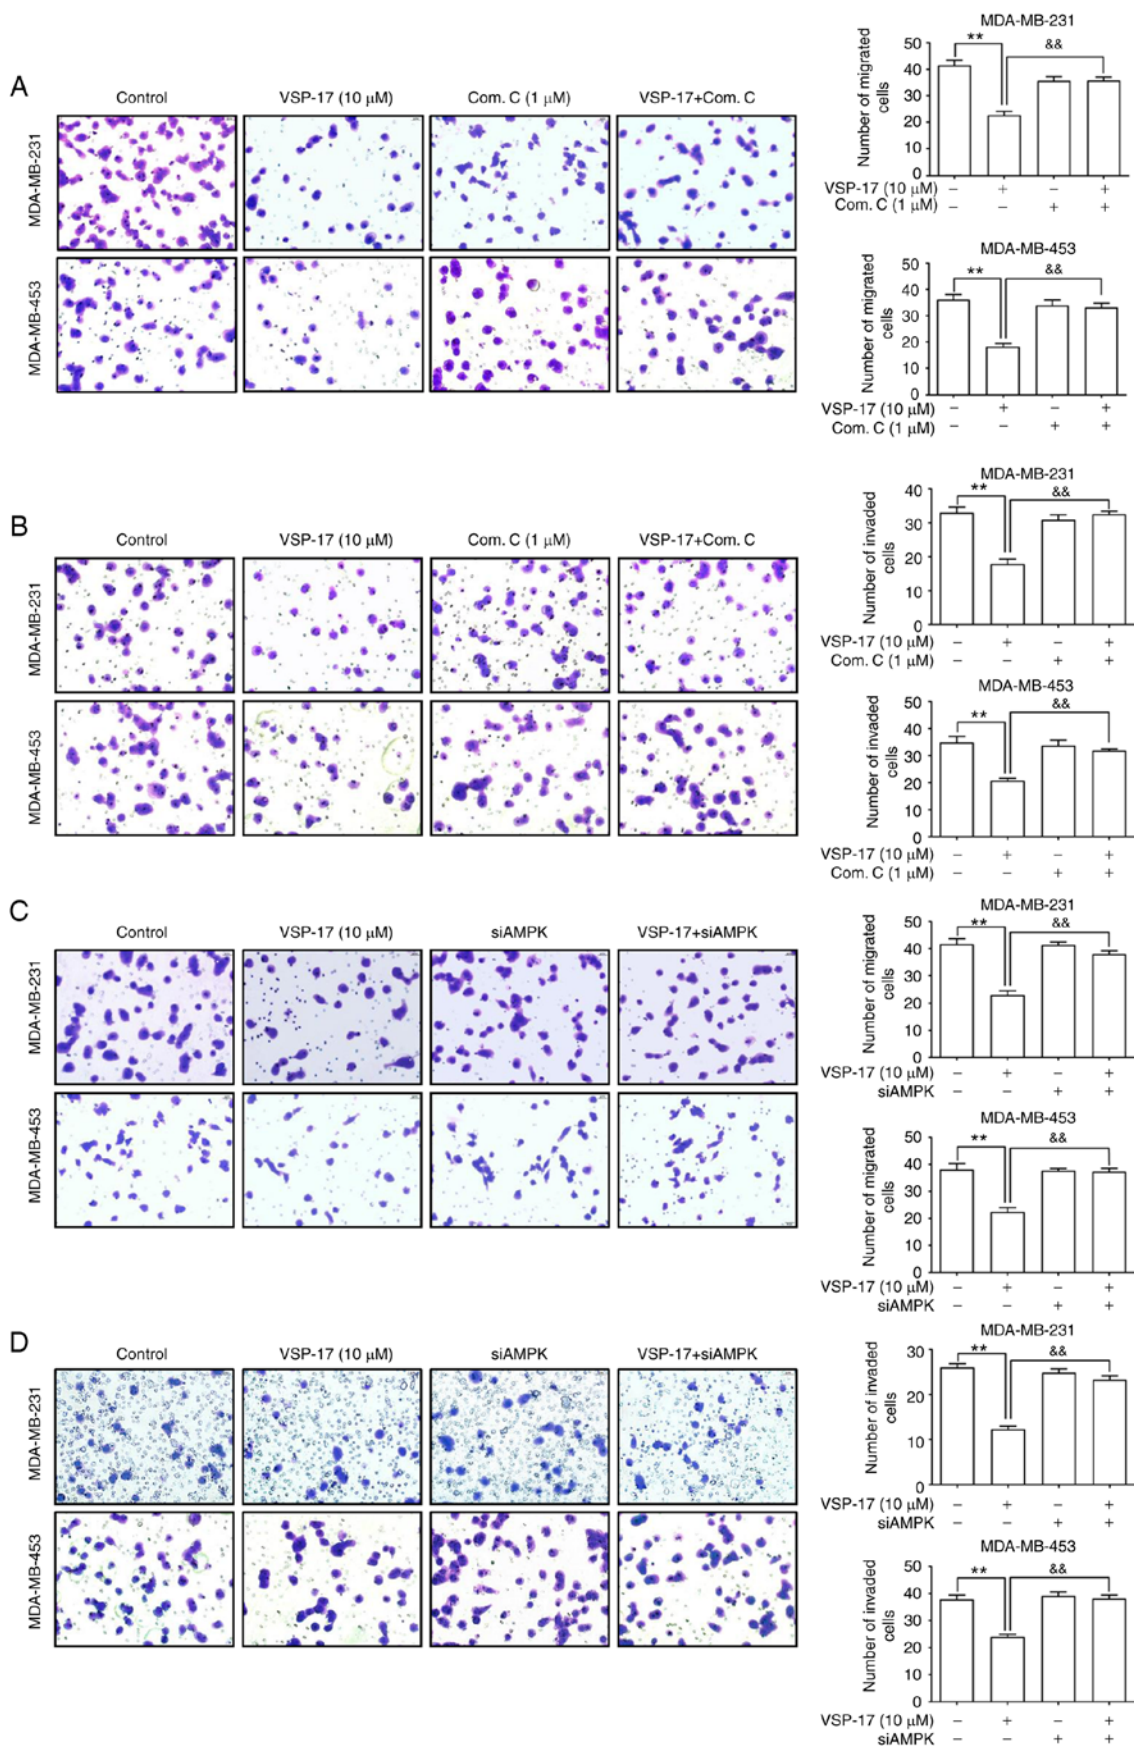 A
Control
VSP-17 (10 μM)
Com. C (1 μM)
VSP-17+Com. C
MDA-MB-231
MDA-MB-453
MDA-MB-231
Number of migrated cells
50
40
30
20
10
0
**
&&
VSP-17 (10 μM) – + – +
Com. C (1 μM) – – + +
MDA-MB-453
Number of migrated cells
50
40
30
20
10
0
**
&&
VSP-17 (10 μM) – + – +
Com. C (1 μM) – – + +
B
Control
VSP-17 (10 μM)
Com. C (1 μM)
VSP-17+Com. C
MDA-MB-231
MDA-MB-453
MDA-MB-231
Number of invaded cells
40
30
20
10
0
**
&&
VSP-17 (10 μM) – + – +
Com. C (1 μM) – – + +
MDA-MB-453
Number of invaded cells
50
40
30
20
10
0
**
&&
VSP-17 (10 μM) – + – +
Com. C (1 μM) – – + +
C
Control
VSP-17 (10 μM)
siAMPK
VSP-17+siAMPK
MDA-MB-231
MDA-MB-453
MDA-MB-231
Number of migrated cells
50
40
30
20
10
0
**
&&
VSP-17 (10 μM) – + – +
siAMPK – – + +
MDA-MB-453
Number of migrated cells
50
40
30
20
10
0
**
&&
VSP-17 (10 μM) – + – +
siAMPK – – + +
D
Control
VSP-17 (10 μM)
siAMPK
VSP-17+siAMPK
MDA-MB-231
MDA-MB-453
MDA-MB-231
Number of invaded cells
30
20
10
0
**
&&
VSP-17 (10 μM) – + – +
siAMPK – – + +
MDA-MB-453
Number of invaded cells
50
40
30
20
10
0
**
&&
VSP-17 (10 μM) – + – +
siAMPK – – + +